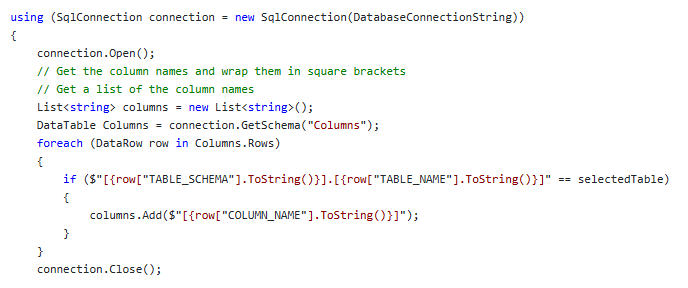 using (SqlConnection connection = new SqlConnection(DatabaseConnectionString))
{
    connection.Open();
    // Get the column names and wrap them in square brackets
    // Get a list of the column names
    List<string> columns = new List<string>();
    DataTable Columns = connection.GetSchema("Columns");
    foreach (DataRow row in Columns.Rows)
    {
        if ($"[{row["TABLE_SCHEMA"].ToString()}].[{row["TABLE_NAME"].ToString()}]" == selectedTable)
        {
            columns.Add($"[{row["COLUMN_NAME"].ToString()}]");
        }
    }
    connection.Close();